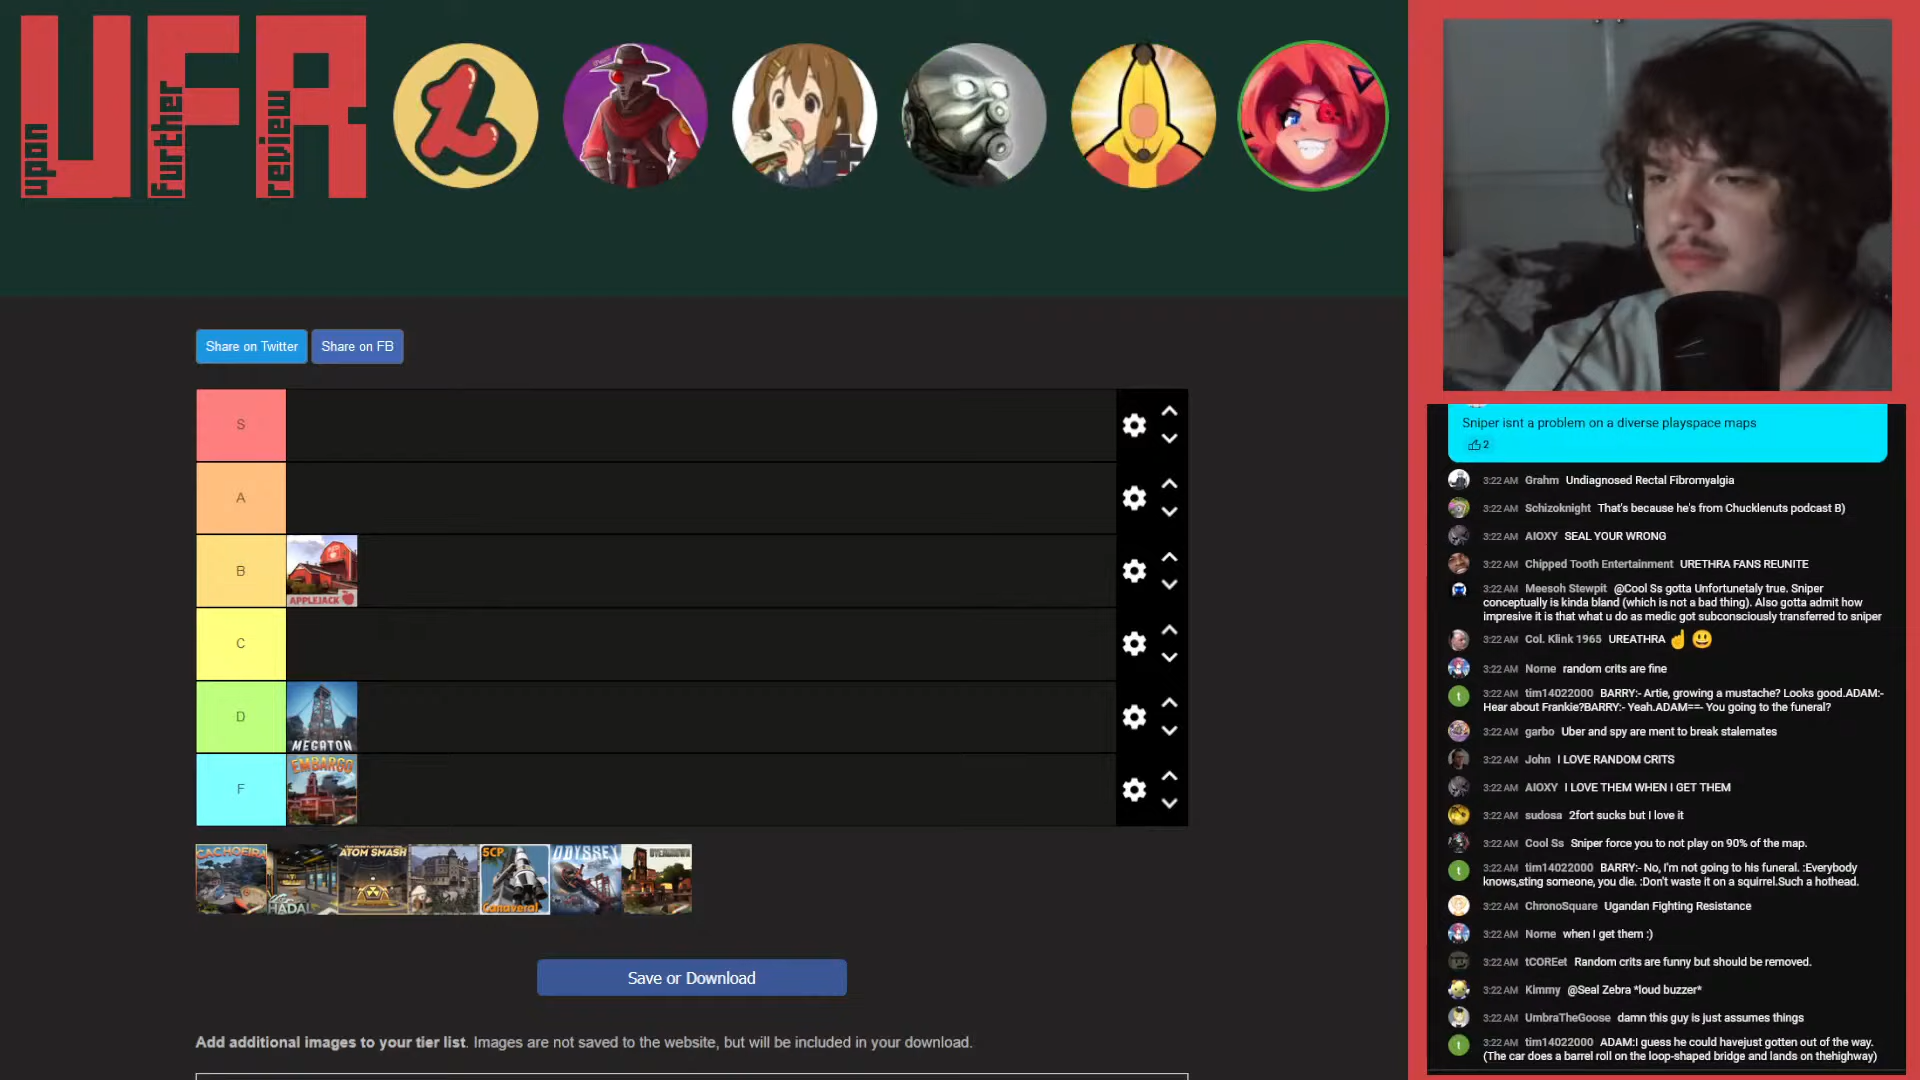 UFR
upon
further
review
Share on Twitter
Share on FB
S
A
B
APPLEJACK
C
D
MEGATON
F
EMBARGO
CACHOEIRA
HADAL
ATOM SMASH
5CP
Canaveral
ODYSSEY
OVERGROWN
Save or Download
Add additional images to your tier list. Images are not saved to the website, but will be included in your download.
Sniper isnt a problem on a diverse playspace maps
2
3:22 AM Grahm Undiagnosed Rectal Fibromyalgia
3:22 AM Schizoknight That's because he's from Chucklenuts podcast B)
3:22 AM AIOXY SEAL YOUR WRONG
3:22 AM Chipped Tooth Entertainment URETHRA FANS REUNITE
3:22 AM Meesoh Stewpit @Cool Ss gotta Unfortunetaly true. Sniper
conceptually is kinda bland (which is not a bad thing). Also gotta admit how
impresive it is that what u do as medic got subconsciously transferred to sniper
3:22 AM Col. Klink 1965 UREATHRA ☝😃
3:22 AM Norne random crits are fine
t
3:22 AM tim14022000 BARRY:- Artie, growing a mustache? Looks good.ADAM:-
Hear about Frankie?BARRY:- Yeah.ADAM==- You going to the funeral?
3:22 AM garbo Uber and spy are ment to break stalemates
3:22 AM John I LOVE RANDOM CRITS
3:22 AM AIOXY I LOVE THEM WHEN I GET THEM
3:22 AM sudosa 2fort sucks but I love it
3:22 AM Cool Ss Sniper force you to not play on 90% of the map.
t
3:22 AM tim14022000 BARRY:- No, I'm not going to his funeral. :Everybody
knows,sting someone, you die. :Don't waste it on a squirrel.Such a hothead.
3:22 AM ChronoSquare Ugandan Fighting Resistance
3:22 AM Norne when I get them :)
3:22 AM tCOREet Random crits are funny but should be removed.
3:22 AM Kimmy @Seal Zebra *loud buzzer*
3:22 AM UmbraTheGoose damn this guy is just assumes things
t
3:22 AM tim14022000 ADAM:I guess he could havejust gotten out of the way.
(The car does a barrel roll on the loop-shaped bridge and lands on thehighway)